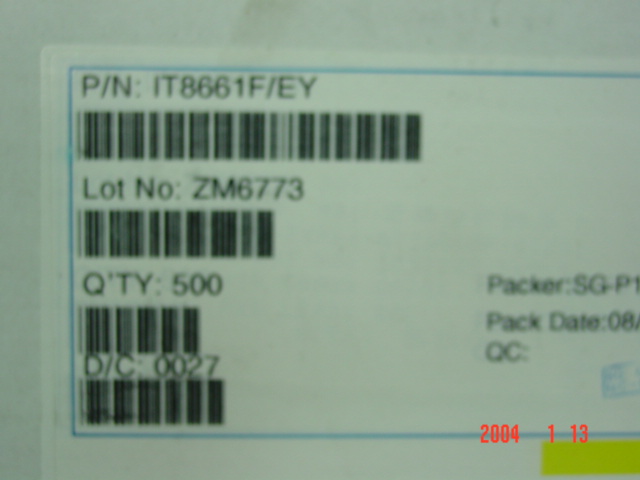 P/N: IT8661F/EY
Lot No: ZM6773
Q'TY: 500
Packer:SG-P1
Pack Date:08/
D/C: 0027
QC:
2004 1 13